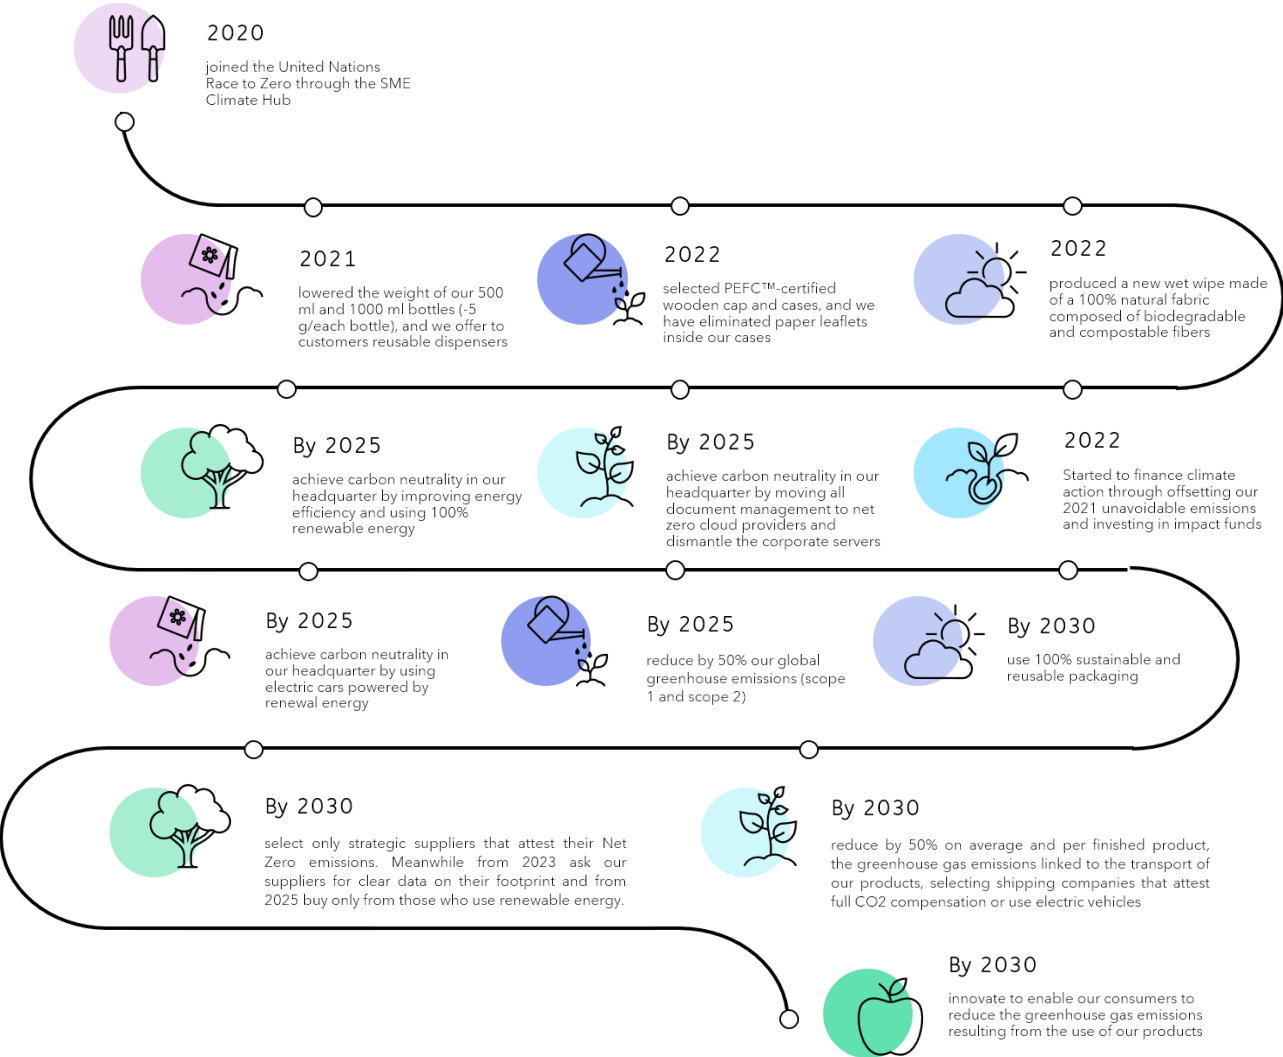 2020
joined the United Nations
Race to Zero through the SME
Climate Hub
2021
lowered the weight of our 500
ml and 1000 ml bottles (-5
g/each bottle), and we offer to
customers reusable dispensers
2022
selected PEFC™-certified
wooden cap and cases, and we
have eliminated paper leaflets
inside our cases
2022
produced a new wet wipe made
of a 100% natural fabric
composed of biodegradable
and compostable fibers
By 2025
achieve carbon neutrality in our
headquarter by improving energy
efficiency and using 100%
renewable energy
By 2025
achieve carbon neutrality in our
headquarter by moving all
document management to net
zero cloud providers and
dismantle the corporate servers
2022
Started to finance climate
action through offsetting our
2021 unavoidable emissions
and investing in impact funds
By 2025
achieve carbon neutrality in
our headquarter by using
electric cars powered by
renewal energy
By 2025
reduce by 50% our global
greenhouse emissions (scope
1 and scope 2)
By 2030
use 100% sustainable and
reusable packaging
By 2030
select only strategic suppliers that attest their Net
Zero emissions. Meanwhile from 2023 ask our
suppliers for clear data on their footprint and from
2025 buy only from those who use renewable energy.
By 2030
reduce by 50% on average and per finished product,
the greenhouse gas emissions linked to the transport of
our products, selecting shipping companies that attest
full CO2 compensation or use electric vehicles
By 2030
innovate to enable our consumers to
reduce the greenhouse gas emissions
resulting from the use of our products